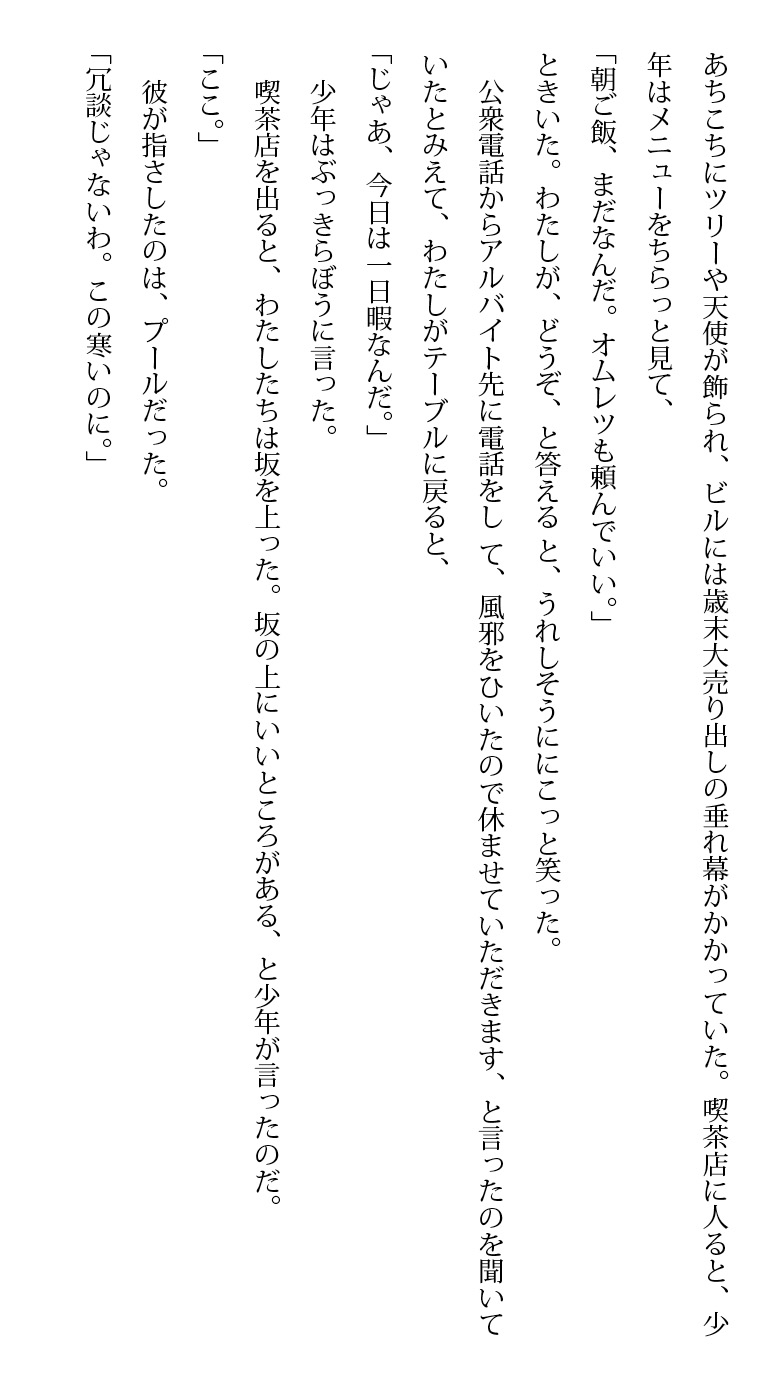 あちこちにツリーや天使が飾られ、ビルには歳末大売り出しの垂れ幕がかかっていた。喫茶店に人ると、少
年はメニューをちらっと見て、
「朝ご飯、まだなんだ。オムレツも頼んでいい。」
ときいた。わたしが、どうぞ、と答える と、うれしそうににこっと笑った。
　公衆電話からアルバイト先に電話をし て、風邪をひいたので休ませていただきます、と言ったのを聞いて
いたとみえて、わたしがテーブルに戻ると、
「じゃあ、今日は一日暇なんだ。」
　少年はぶっきらぼうに言った。
　喫茶店を出ると、わたしたちは坂を上った。坂の上にいいところがある、と少年が言ったのだ。
「ここ。」
　彼が指さしたのは、プールだった。
「冗談じゃないわ。この寒いのに。」